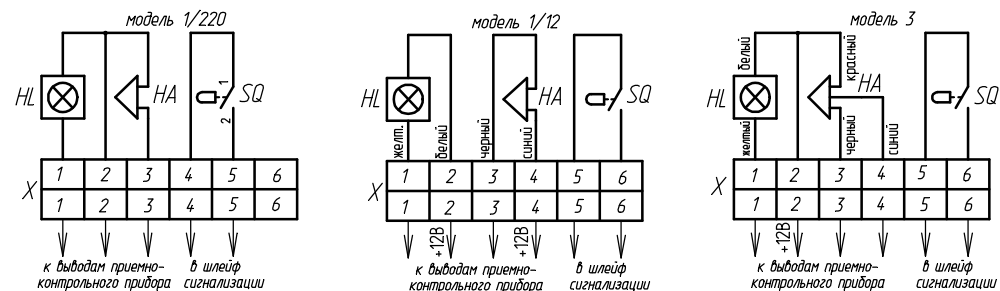 модель 1/220
HL
HA
1
2
SQ
X
1 2 3 4 5 6
1 2 3 4 5 6
к выводам приемно-
контрольного прибора
в шлейф
сигнализации
модель 1/12
HL
HA
SQ
желт.
белый
черный
синий
X
1 2 3 4 5 6
1 2 3 4 5 6
+12В
+12В
к выводам приемно-
контрольного прибора
в шлейф
сигнализации
модель 3
белый
красный
HL
HA
SQ
желтый
черный
синий
X
1 2 3 4 5 6
1 2 3 4 5 6
+12В
к выводам приемно-
контрольного прибора
в шлейф
сигнализации